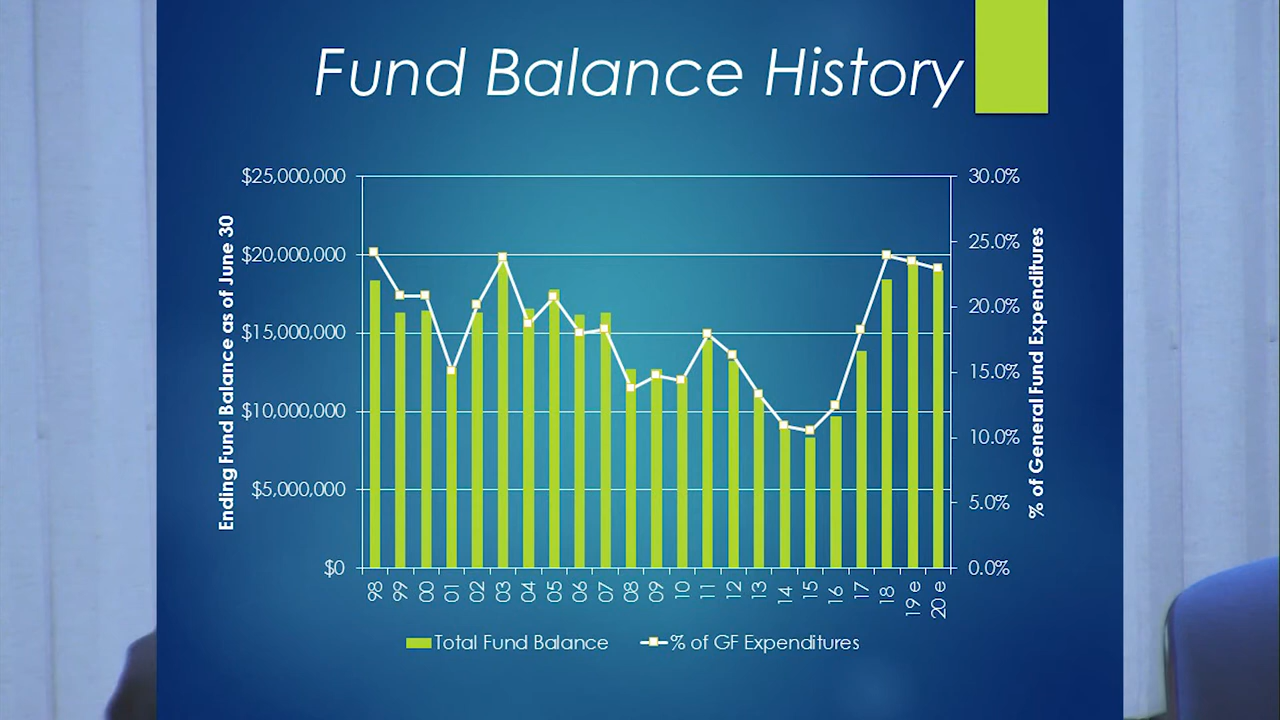 Fund Balance History
$25,000,000
$20,000,000
$15,000,000
$10,000,000
$5,000,000
$0
Ending Fund Balance as of June 30
30.0%
25.0%
20.0%
15.0%
10.0%
5.0%
0.0%
% of General Fund Expenditures
98 99 00 01 02 03 04 05 06 07 08 09 10 11 12 13 14 15 16 17 18 19 e 20 e
Total Fund Balance % of GF Expenditures